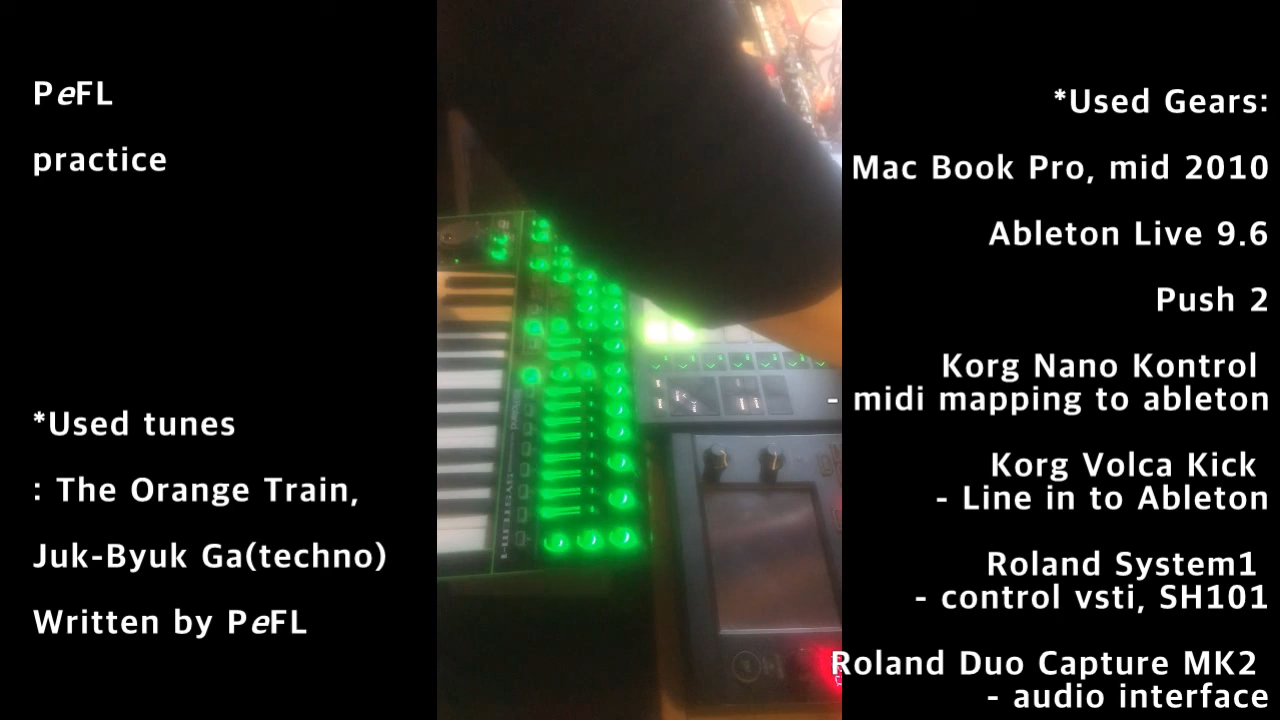 PeFL
practice
*Used tunes
: The Orange Train,
Juk-Byuk Ga(techno)
Written by PeFL
*Used Gears:
Mac Book Pro, mid 2010
Ableton Live 9.6
Push 2
Korg Nano Kontrol
- midi mapping to ableton
Korg Volca Kick
- Line in to Ableton
Roland System1
- control vsti, SH101
Roland Duo Capture MK2
- audio interface
SYSTEM-1